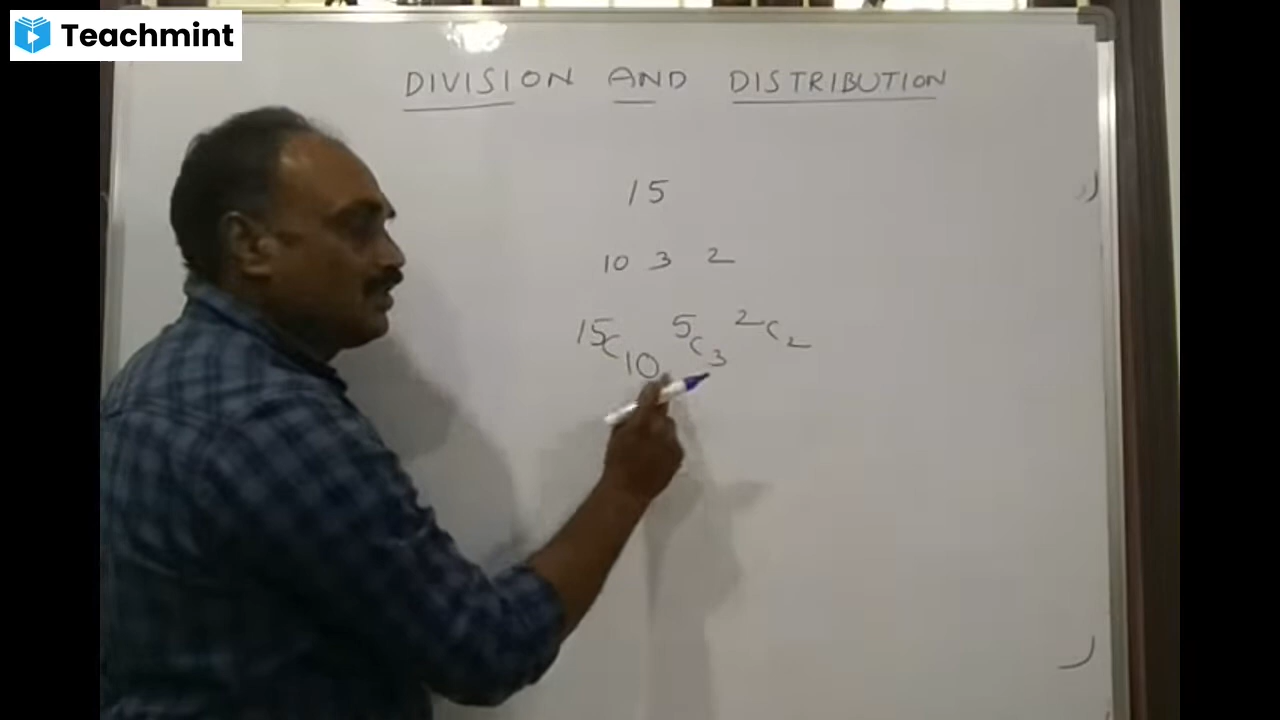 Teachmint
DIVISION AND DISTRIBUTION
15
10 3 2
15C10 5C3 2C2